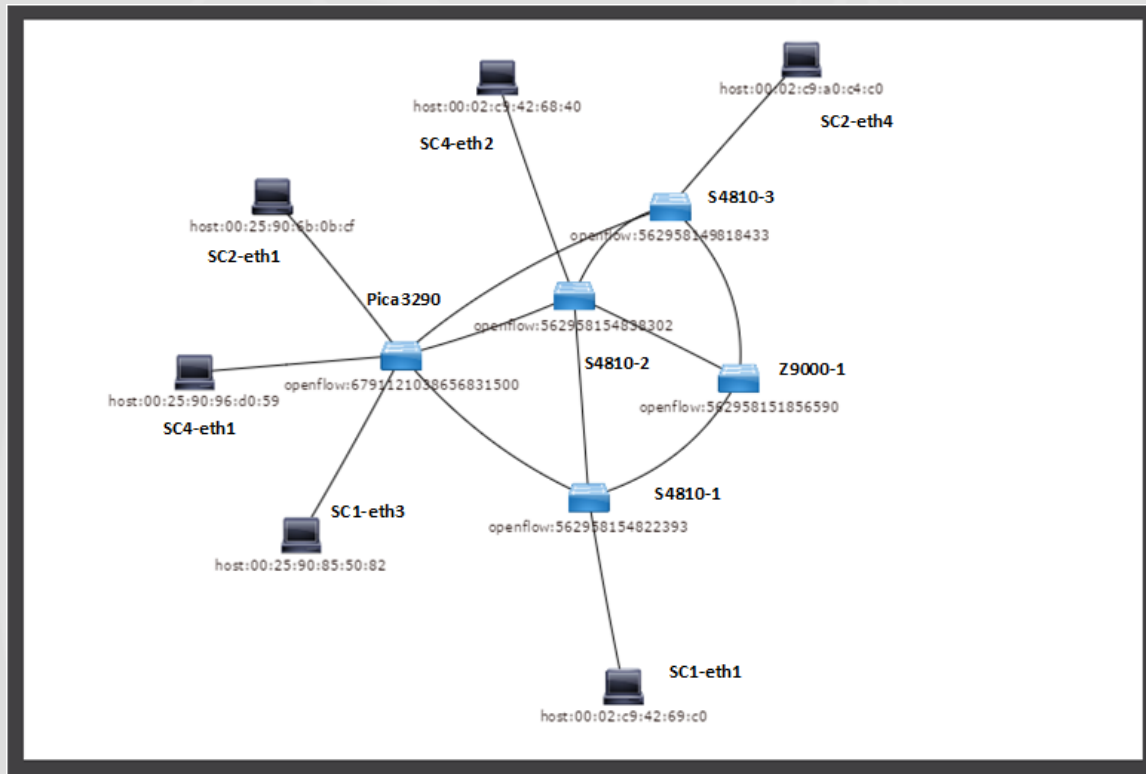 host:00:02:c9:a0:c4:c0
SC2-eth4
host:00:02:c9:42:68:40
SC4-eth2
S4810-3
openflow:562958149818433
host:00:25:90:6b:0b:cf
SC2-eth1
Pica3290
openflow:562958154838302
S4810-2
Z9000-1
openflow:6791121038656831500
host:00:25:90:96:d0:59
openflow:562958151856590
SC4-eth1
S4810-1
SC1-eth3
openflow:562958154822393
host:00:25:90:85:50:82
SC1-eth1
host:00:02:c9:42:69:c0